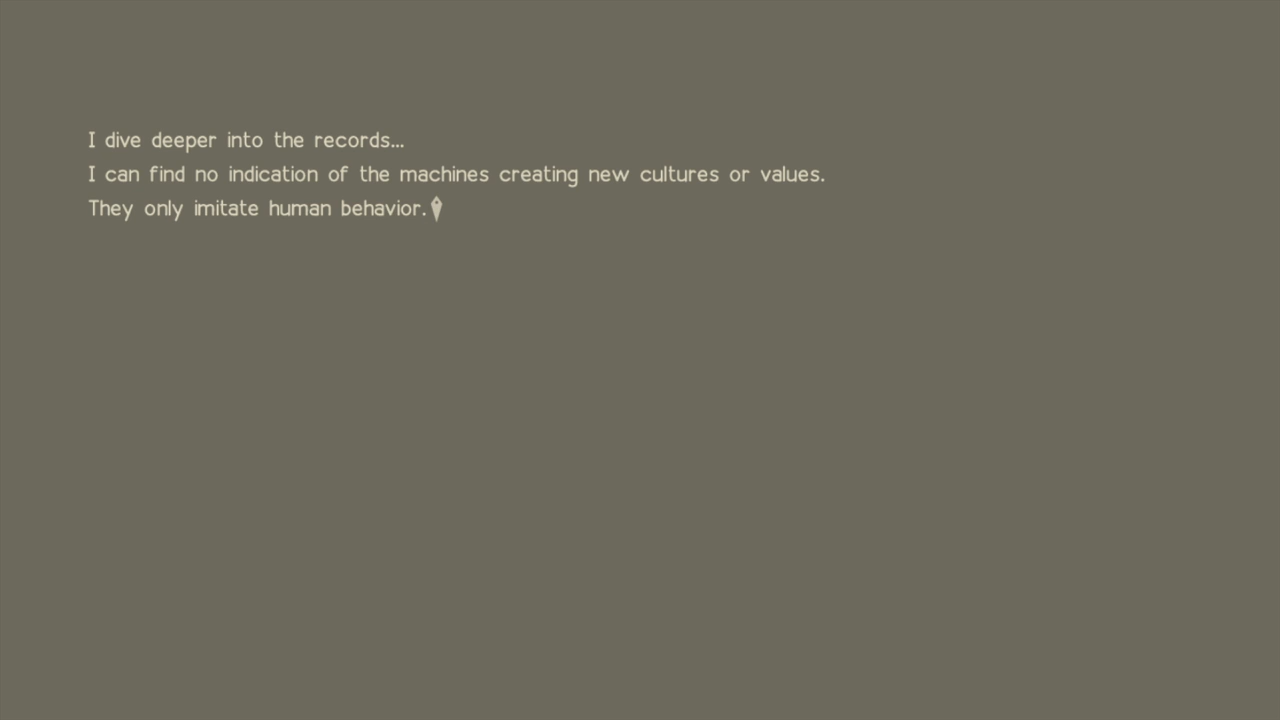 I dive deeper into the records...
I can find no indication of the machines creating new cultures or values.
They only imitate human behavior.